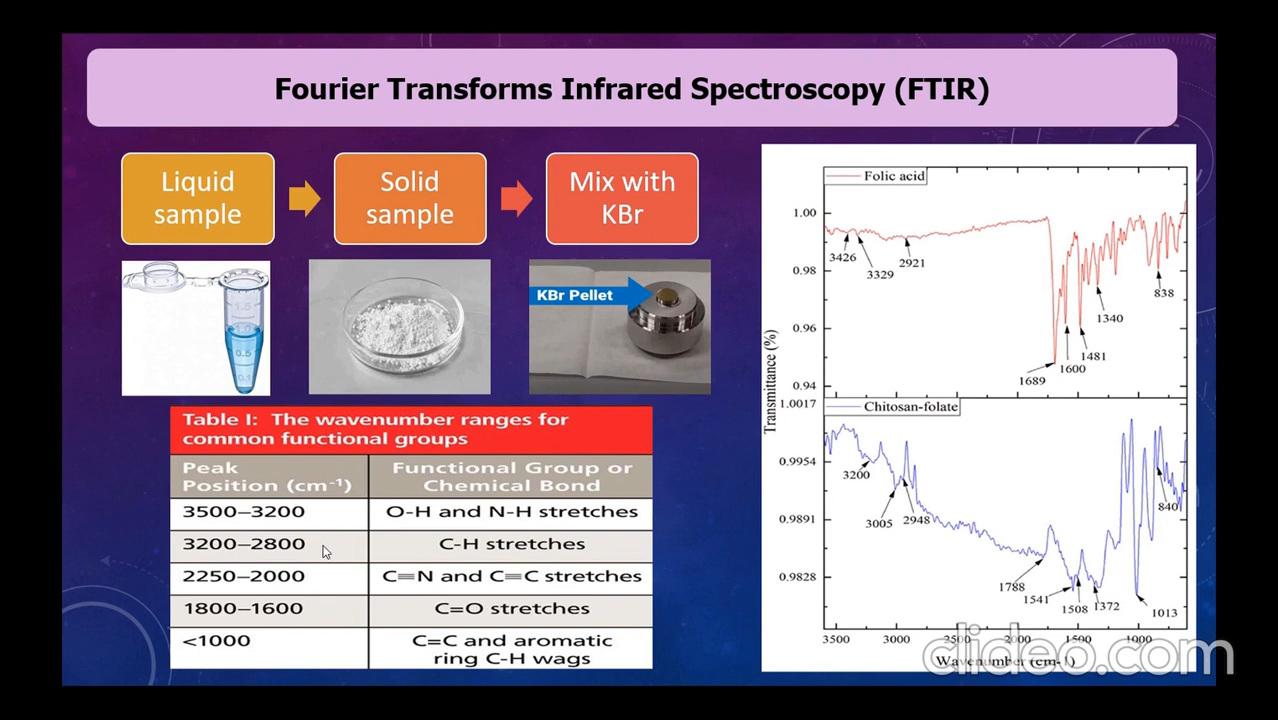 Fourier Transforms Infrared Spectroscopy (FTIR)
Liquid
sample
Solid
sample
Mix with
KBr
KBr Pellet
Table I: The wavenumber ranges for
common functional groups
Peak
Position (cm-1)
Functional Group or
Chemical Bond
3500–3200
O-H and N-H stretches
3200–2800
C-H stretches
2250–2000
C≡N and C≡C stretches
1800–1600
C=O stretches
<1000
C=C and aromatic
ring C-H wags
Folic acid
1.00
0.98
0.96
0.94
3426
3329
2921
1689
1600
1481
1340
838
Transmittance (%)
Chitosan-folate
1.0017
0.9954
0.9891
0.9828
3200
3005
2948
1788
1541
1508
1372
1013
840
3500
3000
2500
2000
1500
1000
Wavenumber (cm-1)
clideo.com